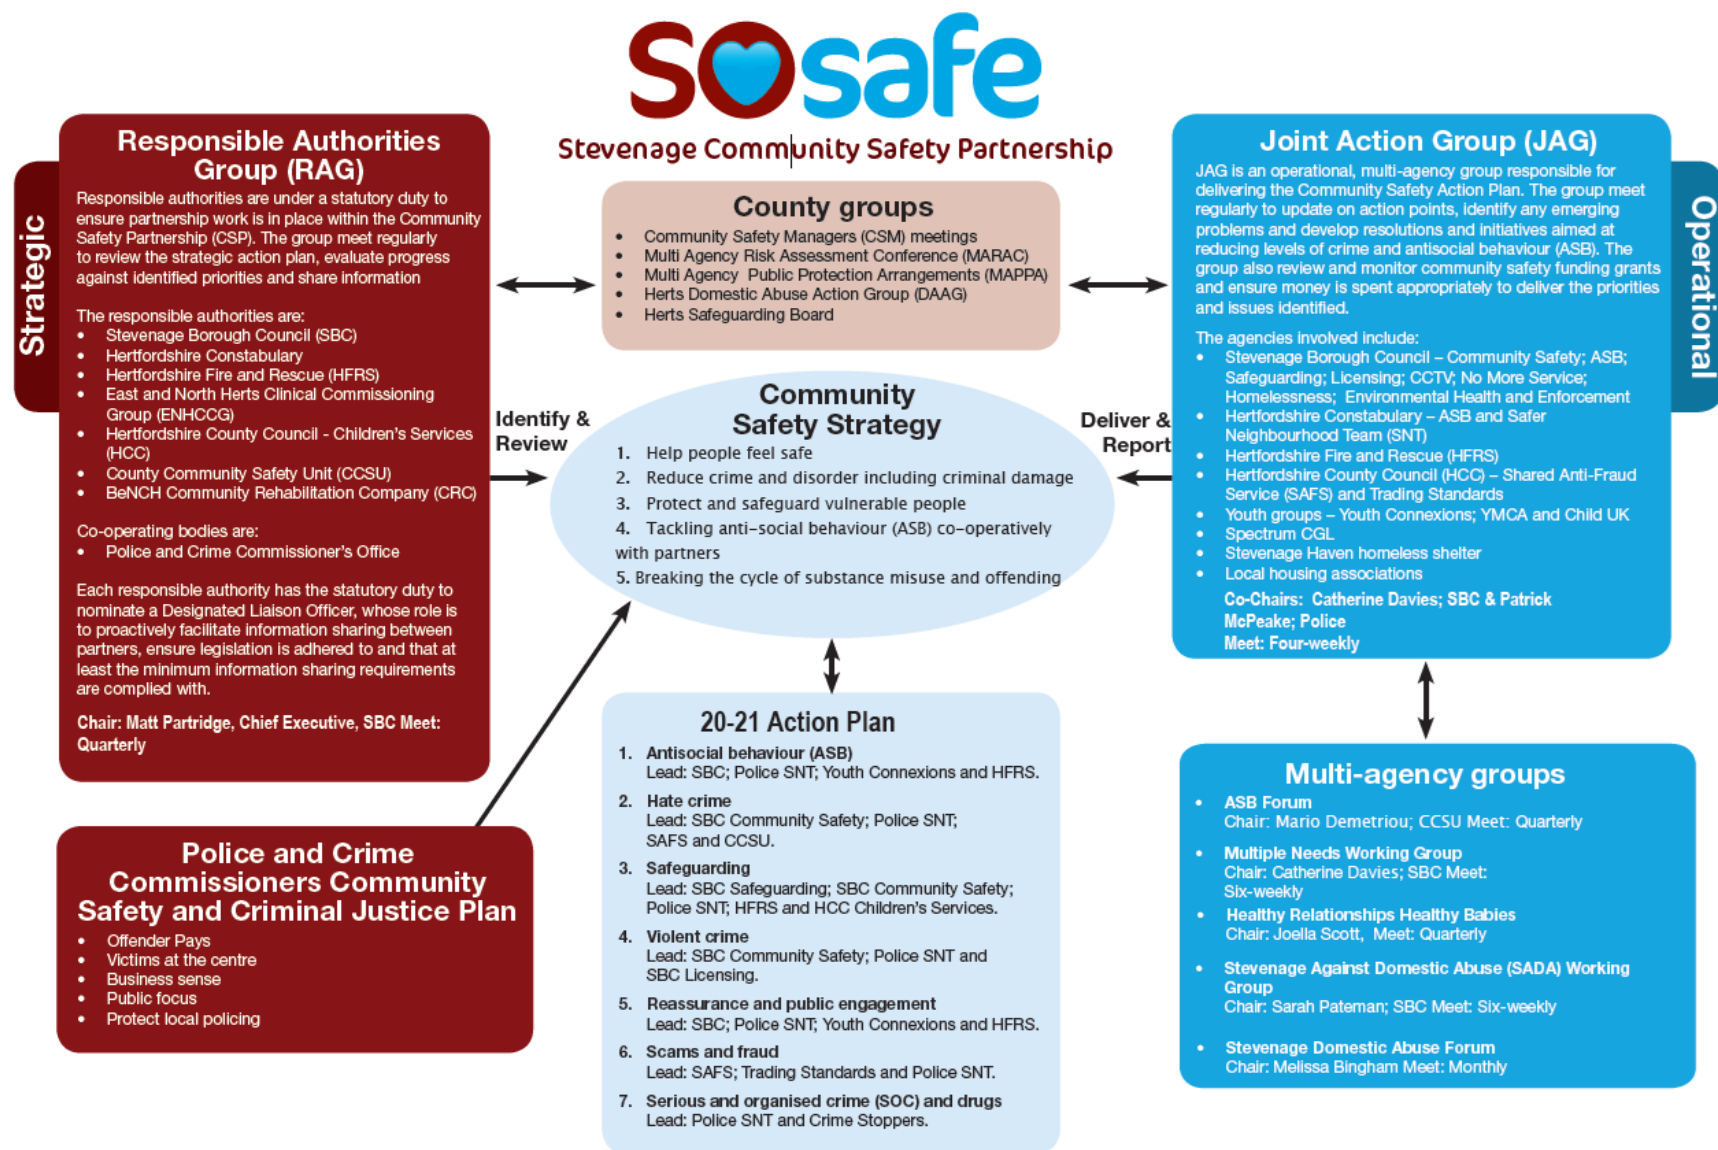 SOsafe
Stevenage Community Safety Partnership
Strategic
Responsible Authorities
Group (RAG)
Responsible authorities are under a statutory duty to
ensure partnership work is in place within the Community
Safety Partnership (CSP). The group meet regularly
to review the strategic action plan, evaluate progress
against identified priorities and share information
The responsible authorities are:
• Stevenage Borough Council (SBC)
• Hertfordshire Constabulary
• Hertfordshire Fire and Rescue (HFRS)
• East and North Herts Clinical Commissioning
Group (ENHCCG)
• Hertfordshire County Council - Children's Services
(HCC)
• County Community Safety Unit (CCSU)
• BeNCH Community Rehabilitation Company (CRC)
Co-operating bodies are:
• Police and Crime Commissioner's Office
Each responsible authority has the statutory duty to
nominate a Designated Liaison Officer, whose role is
to proactively facilitate information sharing between
partners, ensure legislation is adhered to and that at
least the minimum information sharing requirements
are complied with.
Chair: Matt Partridge, Chief Executive, SBC Meet:
Quarterly
Police and Crime
Commissioners Community
Safety and Criminal Justice Plan
• Offender Pays
• Victims at the centre
• Business sense
• Public focus
• Protect local policing
County groups
• Community Safety Managers (CSM) meetings
• Multi Agency Risk Assessment Conference (MARAC)
• Multi Agency Public Protection Arrangements (MAPPA)
• Herts Domestic Abuse Action Group (DAAG)
• Herts Safeguarding Board
Identify &
Review
Community
Safety Strategy
1. Help people feel safe
2. Reduce crime and disorder including criminal damage
3. Protect and safeguard vulnerable people
4. Tackling anti-social behaviour (ASB) co-operatively
with partners
5. Breaking the cycle of substance misuse and offending
Deliver &
Report
20-21 Action Plan
1. Antisocial behaviour (ASB)
Lead: SBC; Police SNT; Youth Connexions and HFRS.
2. Hate crime
Lead: SBC Community Safety; Police SNT;
SAFS and CCSU.
3. Safeguarding
Lead: SBC Safeguarding; SBC Community Safety;
Police SNT; HFRS and HCC Children's Services.
4. Violent crime
Lead: SBC Community Safety; Police SNT and
SBC Licensing.
5. Reassurance and public engagement
Lead: SBC; Police SNT; Youth Connexions and HFRS.
6. Scams and fraud
Lead: SAFS; Trading Standards and Police SNT.
7. Serious and organised crime (SOC) and drugs
Lead: Police SNT and Crime Stoppers.
Operational
Joint Action Group (JAG)
JAG is an operational, multi-agency group responsible for
delivering the Community Safety Action Plan. The group meet
regularly to update on action points, identify any emerging
problems and develop resolutions and initiatives aimed at
reducing levels of crime and antisocial behaviour (ASB). The
group also review and monitor community safety funding grants
and ensure money is spent appropriately to deliver the priorities
and issues identified.
The agencies involved include:
• Stevenage Borough Council – Community Safety; ASB;
Safeguarding; Licensing; CCTV; No More Service;
Homelessness; Environmental Health and Enforcement
• Hertfordshire Constabulary – ASB and Safer
Neighbourhood Team (SNT)
• Hertfordshire Fire and Rescue (HFRS)
• Hertfordshire County Council (HCC) – Shared Anti-Fraud
Service (SAFS) and Trading Standards
• Youth groups – Youth Connexions; YMCA and Child UK
• Spectrum CGL
• Stevenage Haven homeless shelter
• Local housing associations
Co-Chairs: Catherine Davies; SBC & Patrick
McPeake; Police
Meet: Four-weekly
Multi-agency groups
• ASB Forum
Chair: Mario Demetriou; CCSU Meet: Quarterly
• Multiple Needs Working Group
Chair: Catherine Davies; SBC Meet:
Six-weekly
• Healthy Relationships Healthy Babies
Chair: Joella Scott, Meet: Quarterly
• Stevenage Against Domestic Abuse (SADA) Working
Group
Chair: Sarah Pateman; SBC Meet: Six-weekly
• Stevenage Domestic Abuse Forum
Chair: Melissa Bingham Meet: Monthly